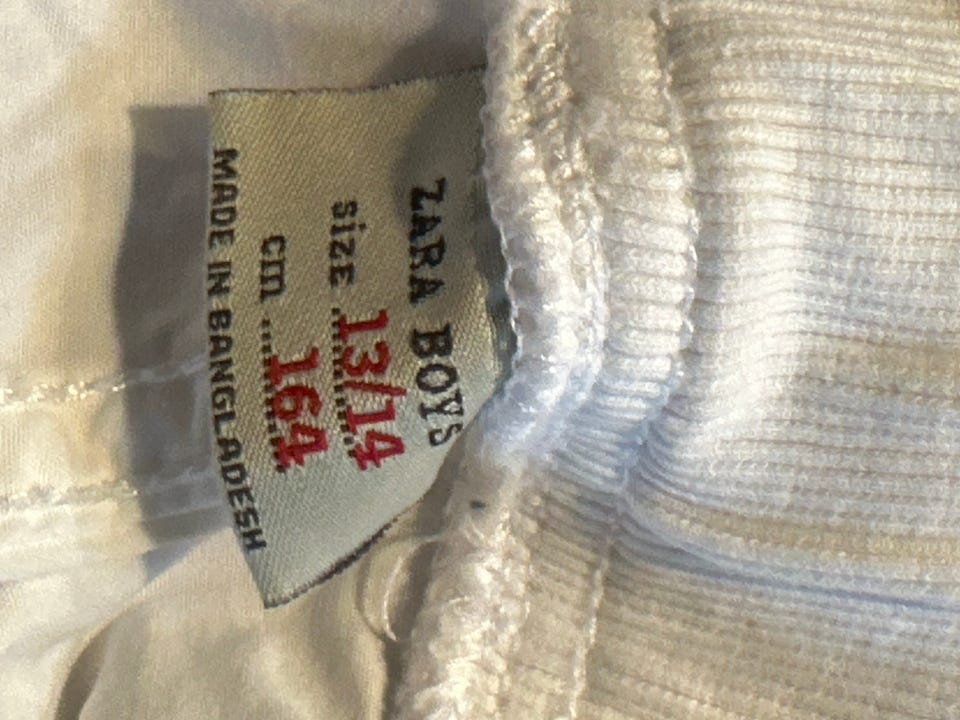 ZARA BOYS
size 13/14
cm 164
MADE IN BANGLADESH